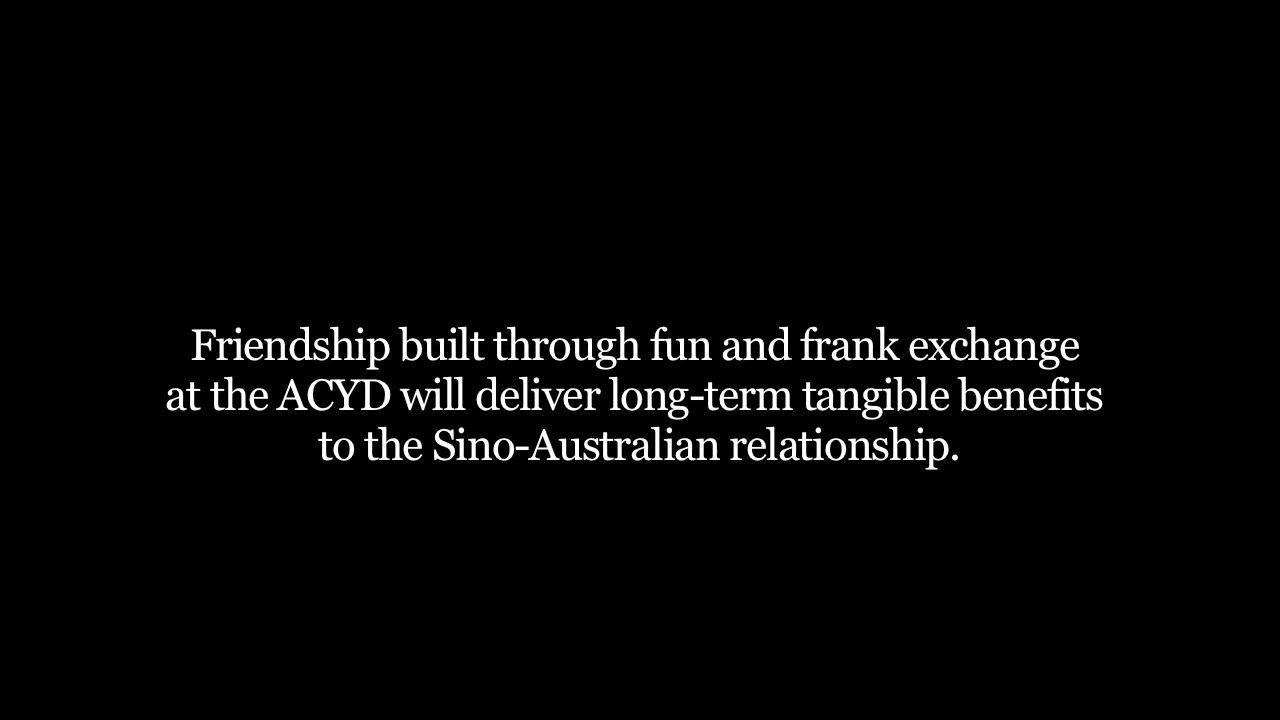 Friendship built through fun and frank exchange
at the ACYD will deliver long-term tangible benefits
to the Sino-Australian relationship.